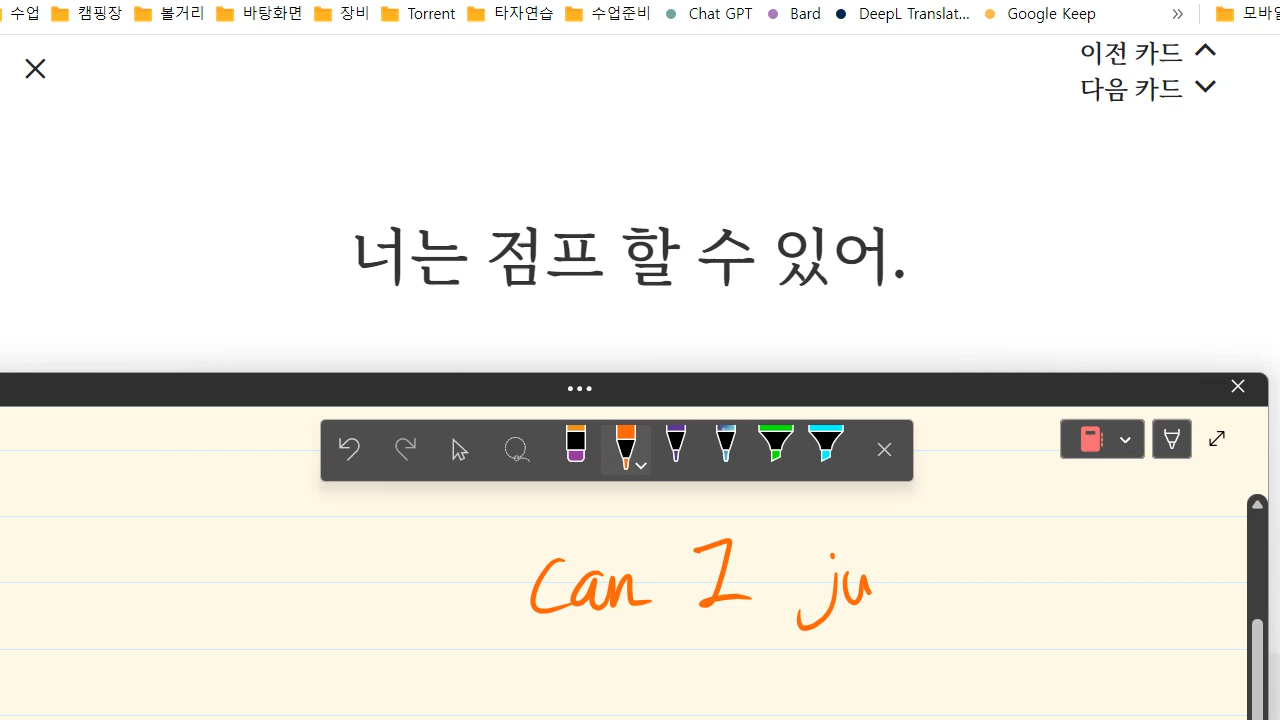 수업 캠핑장 볼거리 바탕화면 장비 Torrent 타자연습 수업준비 Chat GPT Bard DeepL Translat... Google Keep » 모바일
이전 카드
다음 카드
너는 점프 할 수 있어.
can I ju